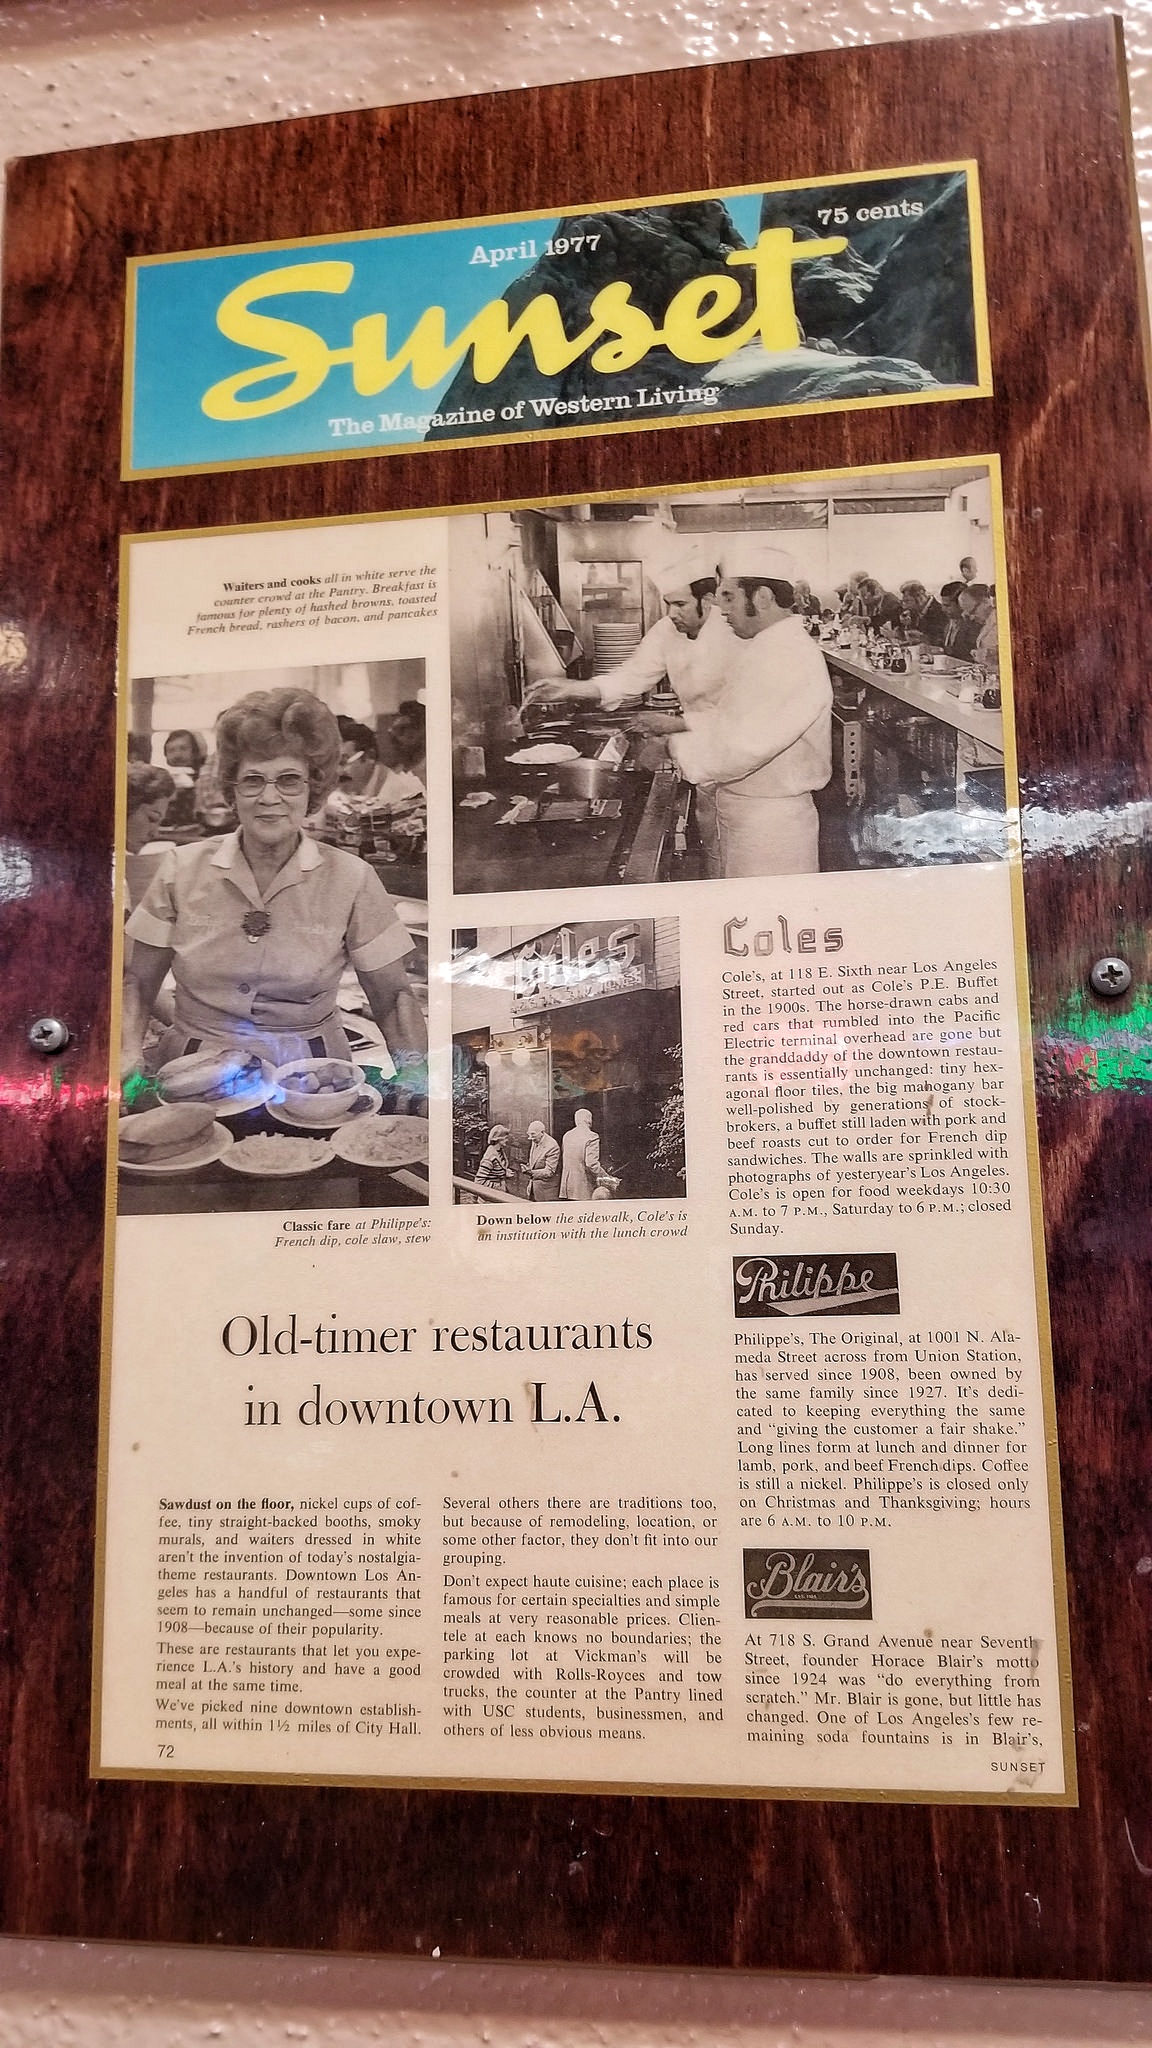 April 1977
75 cents
Sunset
The Magazine of Western Living
Waiters and cooks all in white serve the
counter crowd at the Pantry. Breakfast is
famous for plenty of hashed browns, toasted
French bread, rashers of bacon, and pancakes
Coles
Classic fare at Philippe's:
French dip, cole slaw, stew
Down below the sidewalk, Cole's is
an institution with the lunch crowd
Old-timer restaurants
in downtown L.A.
Sawdust on the floor, nickel cups of cof-
fee, tiny straight-backed booths, smoky
murals, and waiters dressed in white
aren't the invention of today's nostalgia-
theme restaurants. Downtown Los An-
geles has a handful of restaurants that
seem to remain unchanged—some since
1908—because of their popularity.
These are restaurants that let you expe-
rience L.A.'s history and have a good
meal at the same time.
We've picked nine downtown establish-
ments, all within 1½ miles of City Hall.
Several others there are traditions too,
but because of remodeling, location, or
some other factor, they don't fit into our
grouping.
Don't expect haute cuisine; each place is
famous for certain specialties and simple
meals at very reasonable prices. Clien-
tele at each knows no boundaries; the
parking lot at Vickman's will be
crowded with Rolls-Royces and tow
trucks, the counter at the Pantry lined
with USC students, businessmen, and
others of less obvious means.
Coles
Cole's, at 118 E. Sixth near Los Angeles
Street, started out as Cole's P.E. Buffet
in the 1900s. The horse-drawn cabs and
red cars that rumbled into the Pacific
Electric terminal overhead are gone but
the granddaddy of the downtown restau-
rants is essentially unchanged: tiny hex-
agonal floor tiles, the big mahogany bar
well-polished by generations of stock-
brokers, a buffet still laden with pork and
beef roasts cut to order for French dip
sandwiches. The walls are sprinkled with
photographs of yesteryear's Los Angeles.
Cole's is open for food weekdays 10:30
A.M. to 7 P.M., Saturday to 6 P.M.; closed
Sunday.
Philippe
Philippe's, The Original, at 1001 N. Ala-
meda Street across from Union Station,
has served since 1908, been owned by
the same family since 1927. It's dedi-
cated to keeping everything the same
and "giving the customer a fair shake."
Long lines form at lunch and dinner for
lamb, pork, and beef French dips. Coffee
is still a nickel. Philippe's is closed only
on Christmas and Thanksgiving; hours
are 6 A.M. to 10 P.M.
Blair's
At 718 S. Grand Avenue near Seventh
Street, founder Horace Blair's motto
since 1924 was "do everything from
scratch." Mr. Blair is gone, but little has
changed. One of Los Angeles's few re-
maining soda fountains is in Blair's,
72
SUNSET